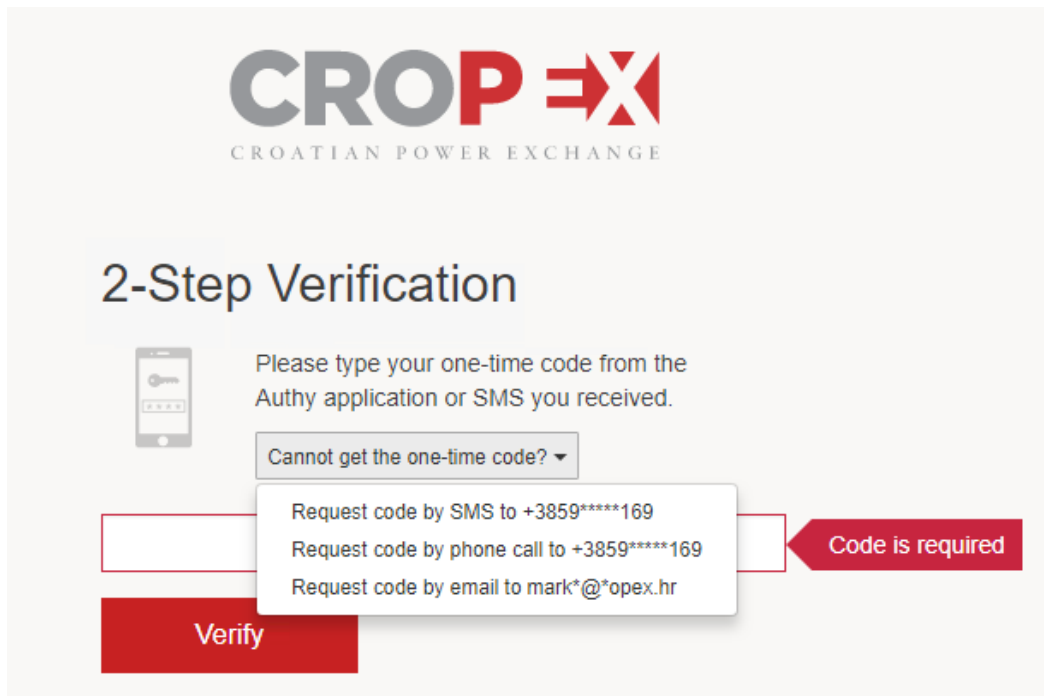 CROPEX
CROATIAN POWER EXCHANGE
2-Step Verification
Please type your one-time code from the
Authy application or SMS you received.
Cannot get the one-time code?
Request code by SMS to +3859*****169
Request code by phone call to +3859*****169
Request code by email to mark*@*opex.hr
Code is required
Verify